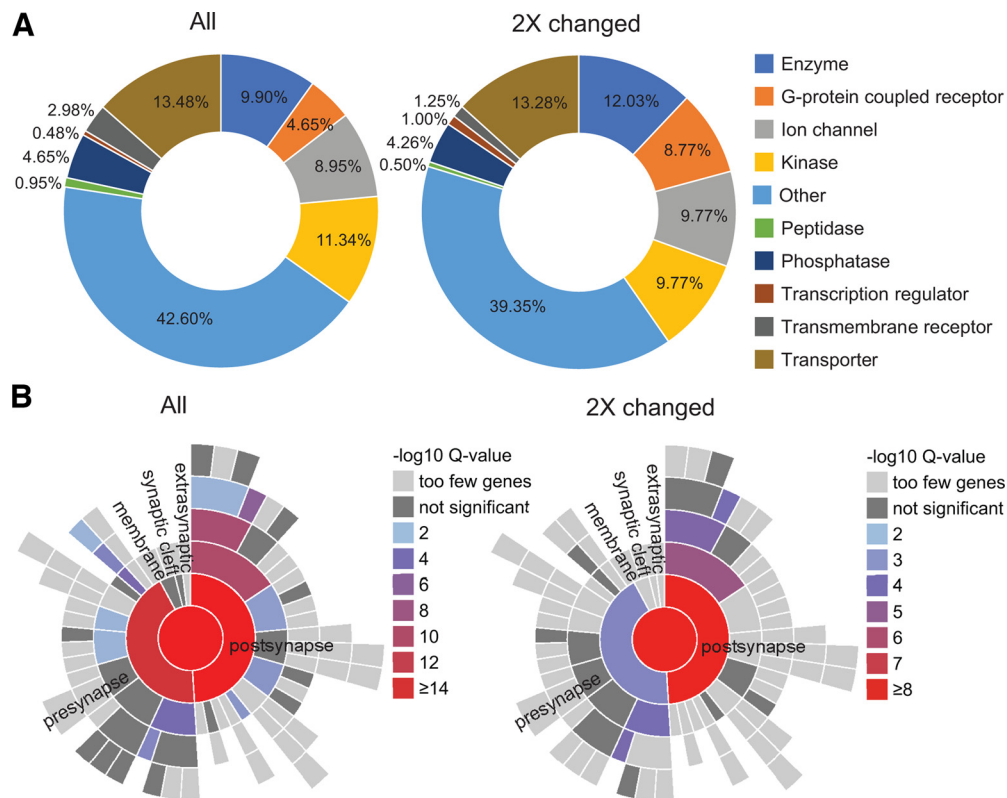 A
All
2X changed
13.48%
9.90%
4.65%
8.95%
11.34%
42.60%
0.95%
4.65%
0.48%
2.98%
13.28%
12.03%
8.77%
9.77%
9.77%
39.35%
0.50%
4.26%
1.00%
1.25%
Enzyme
G-protein coupled receptor
Ion channel
Kinase
Other
Peptidase
Phosphatase
Transcription regulator
Transmembrane receptor
Transporter
B
All
2X changed
extrasynaptic
synaptic cleft
membrane
postsynapse
presynapse
-log10 Q-value
too few genes
not significant
2
4
6
8
10
12
≥14
extrasynaptic
synaptic cleft
membrane
postsynapse
presynapse
-log10 Q-value
too few genes
not significant
2
3
4
5
6
7
≥8